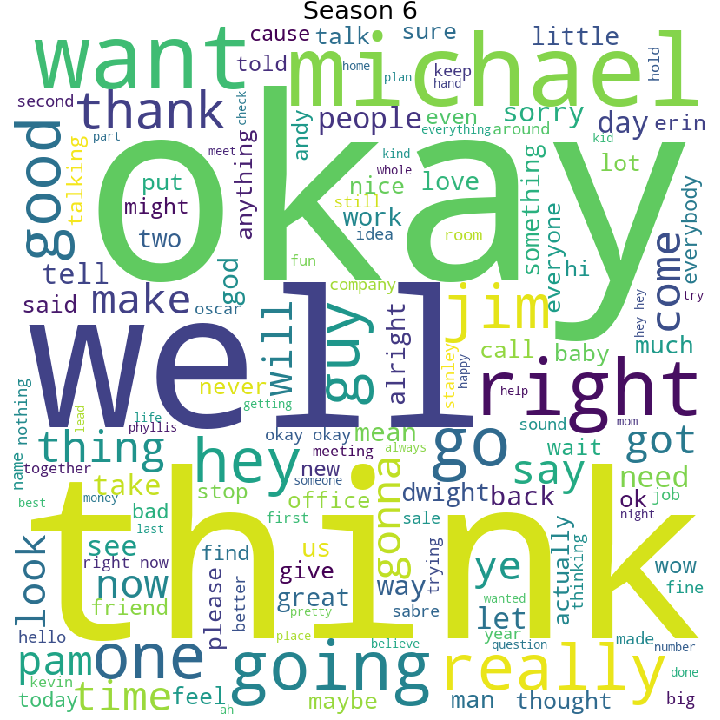 Season 6
cause
talk
sure
little
want
michael
told
home
plan
keep
hand
hold
second
thank
check
people
even
sorry
day
erin
part
good
talking
meet
anything
andy
everything
around
kid
okay
kind
whole
lot
put
nice
love
might
still
work
two
idea
room
something
everyone
hi
come
everybody
tell
god
fun
company
said
make
oscar
will
guy
alright
jim
hey hey
try
well
call
baby
much
never
getting
stanley
happy
help
right
nothing
lead
life
phyllis
okay okay
mean
go
sound
mom
name
thing
hey
meeting
always
wait
got
together
new
someone
say
need
take
stop
office
gonna
dwight
back
ok
job
best
money
bad
last
first
sale
night
think
look
see
right now
find
us
trying
ye
actually
thinking
wow
fine
now
give
way
friend
please
better
great
pretty
sabre
wanted
let
year
hello
place
believe
question
made
number
pam
one
going
really
done
kevin
today
time
feel
ph
maybe
man
thought
big